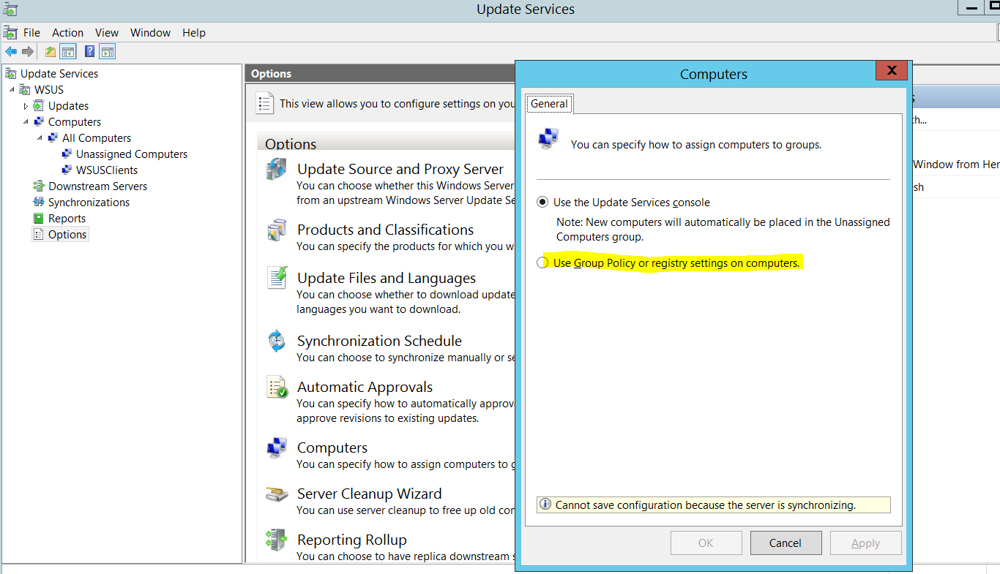 Update Services
File Action View Window Help
Update Services
WSUS
Updates
Computers
All Computers
Unassigned Computers
WSUSClients
Downstream Servers
Synchronizations
Reports
Options
Options
This view allows you to configure settings on you
Options
Update Source and Proxy Server
You can choose whether this Windows Server
from an upstream Windows Server Update Se
Products and Classifications
You can specify the products for which you w
Update Files and Languages
You can choose whether to download update
languages you want to download.
Synchronization Schedule
You can choose to synchronize manually or se
Automatic Approvals
You can specify how to automatically approv
approve revisions to existing updates.
Computers
You can specify how to assign computers to g
Server Cleanup Wizard
You can use server cleanup to free up old con
Reporting Rollup
You can choose to have replica downstream s
Computers
X
General
You can specify how to assign computers to groups.
Use the Update Services console
Note: New computers will automatically be placed in the Unassigned
Computers group.
Use Group Policy or registry settings on computers.
Cannot save configuration because the server is synchronizing.
OK Cancel Apply
s
h...
Window from Her
sh